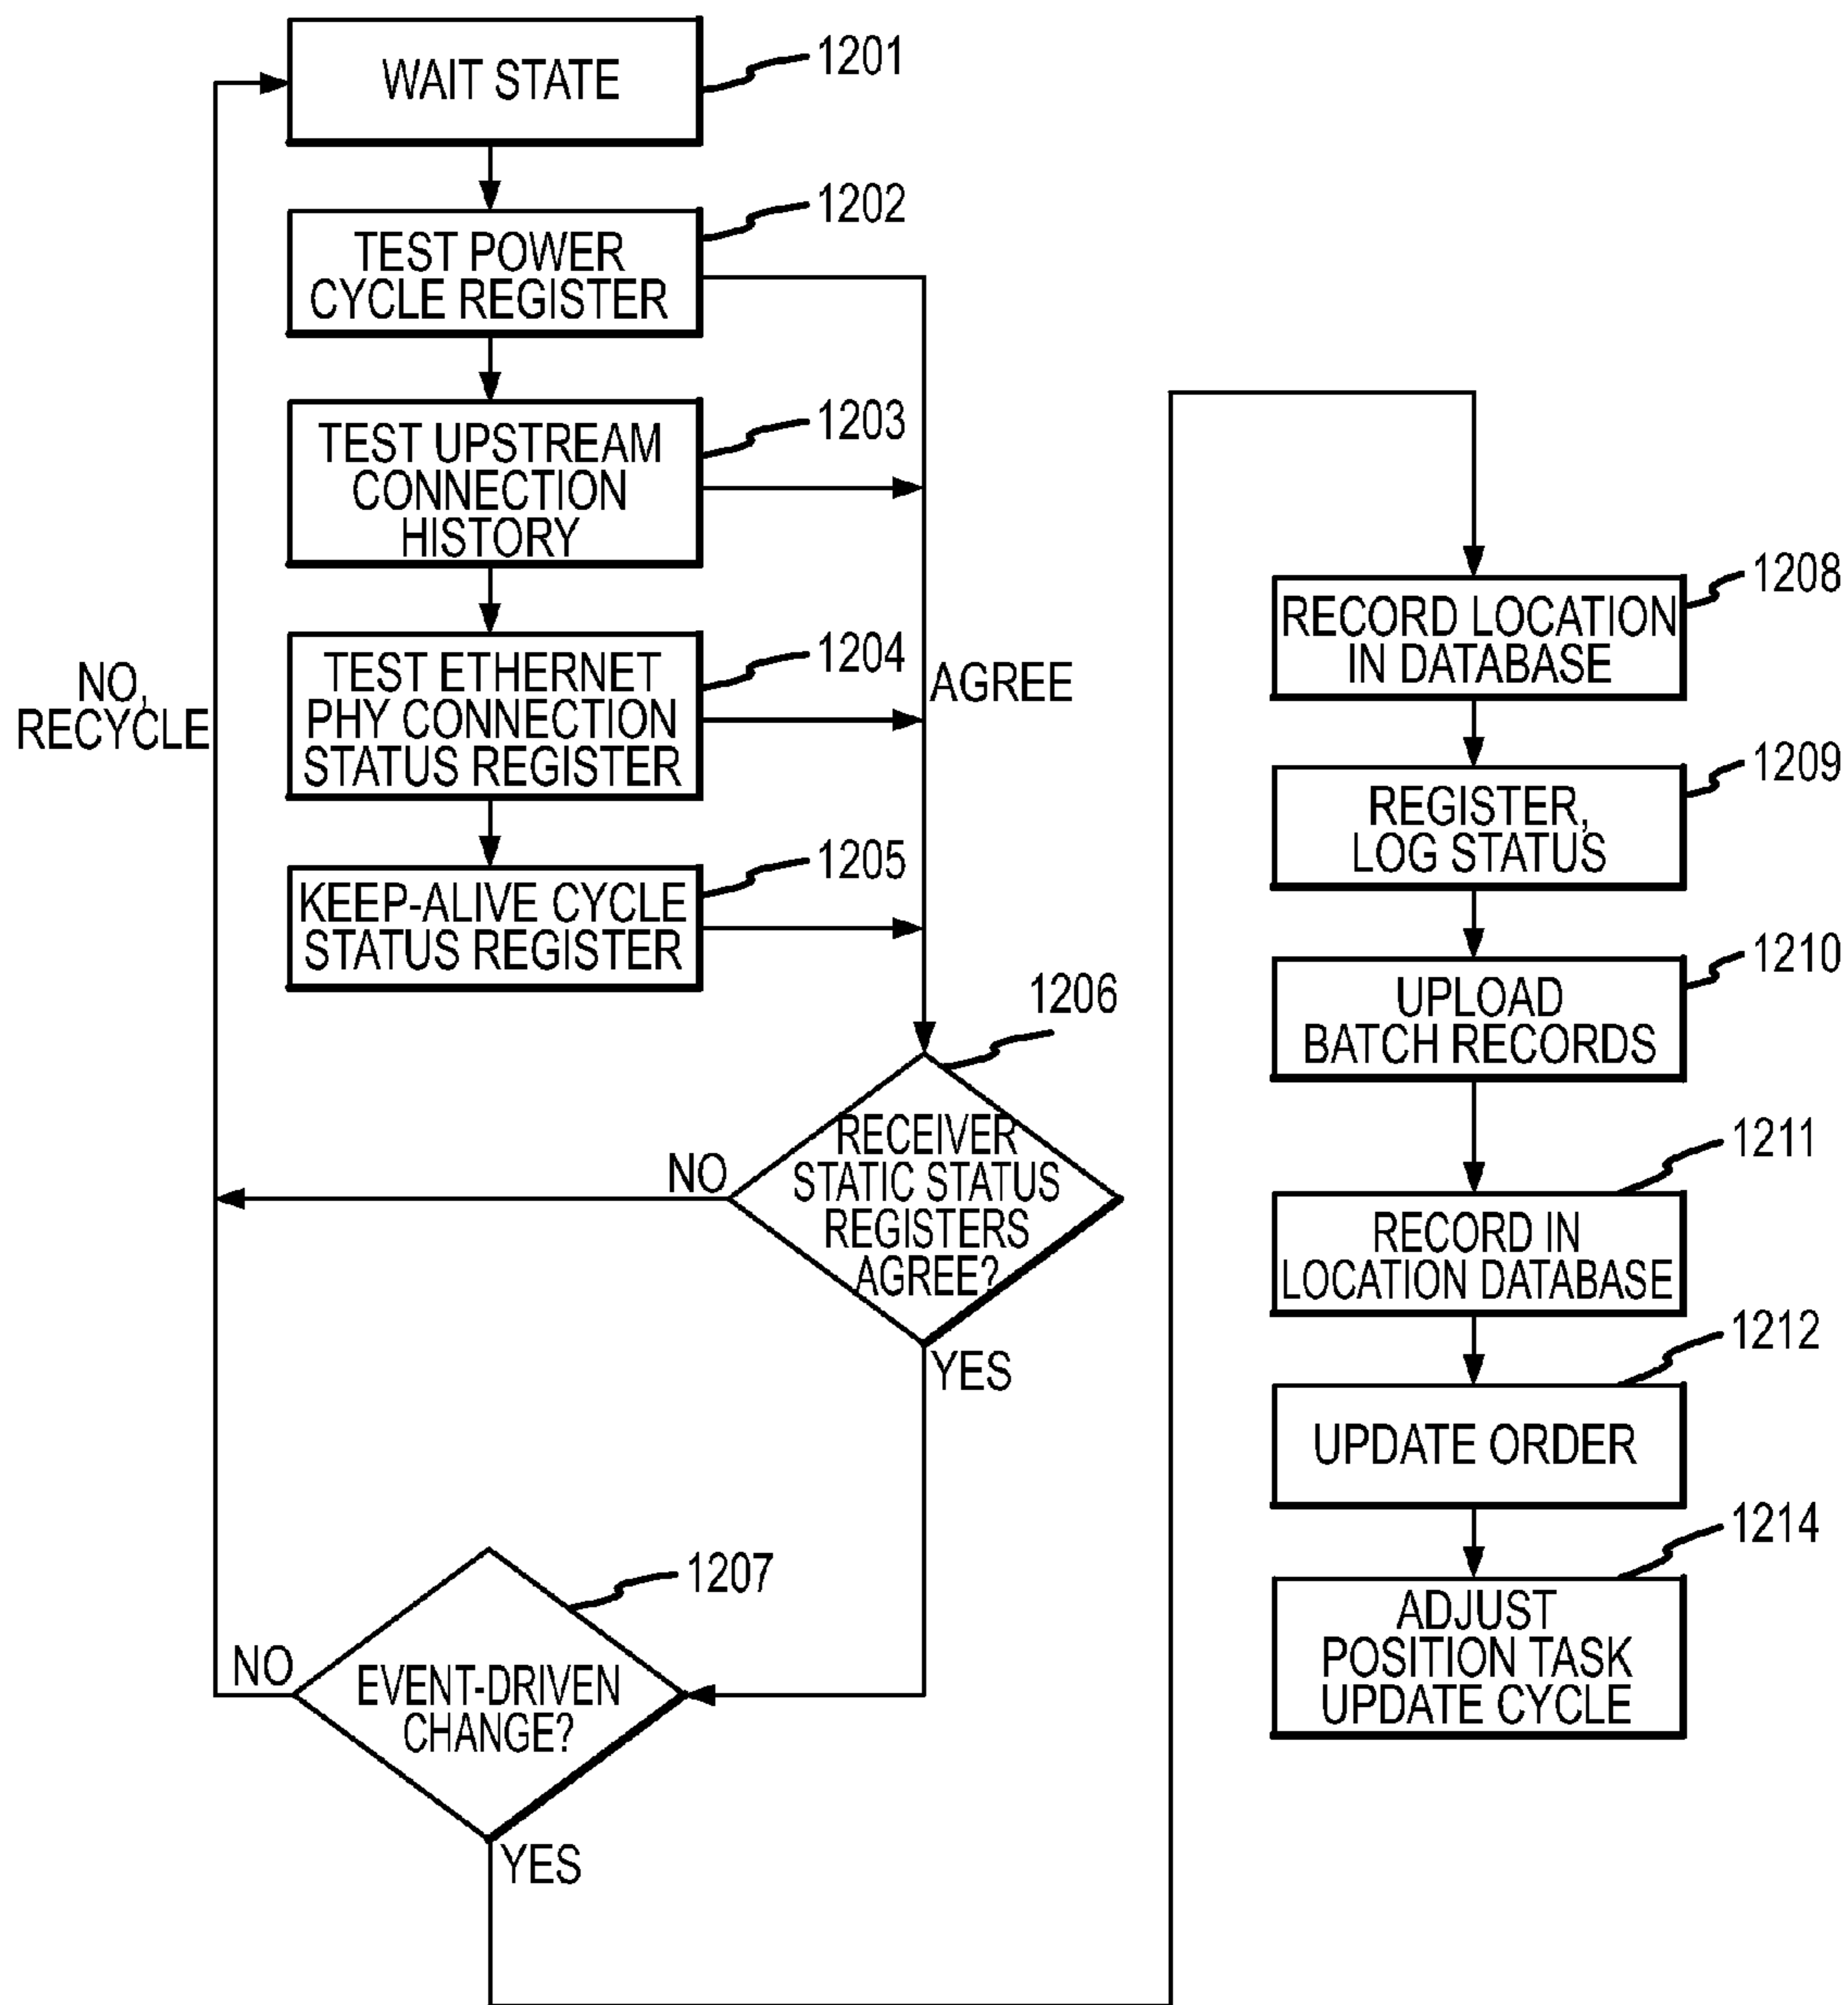 WAIT STATE
1201
TEST POWER
CYCLE REGISTER
1202
TEST UPSTREAM
CONNECTION
HISTORY
1203
TEST ETHERNET
PHY CONNECTION
STATUS REGISTER
1204
KEEP-ALIVE CYCLE
STATUS REGISTER
1205
NO,
RECYCLE
AGREE
1206
RECEIVER
STATIC STATUS
REGISTERS
AGREE?
NO
YES
1207
EVENT-DRIVEN
CHANGE?
NO
YES
1208
RECORD LOCATION
IN DATABASE
1209
REGISTER,
LOG STATUS
1210
UPLOAD
BATCH RECORDS
1211
RECORD IN
LOCATION DATABASE
1212
UPDATE ORDER
1214
ADJUST
POSITION TASK
UPDATE CYCLE